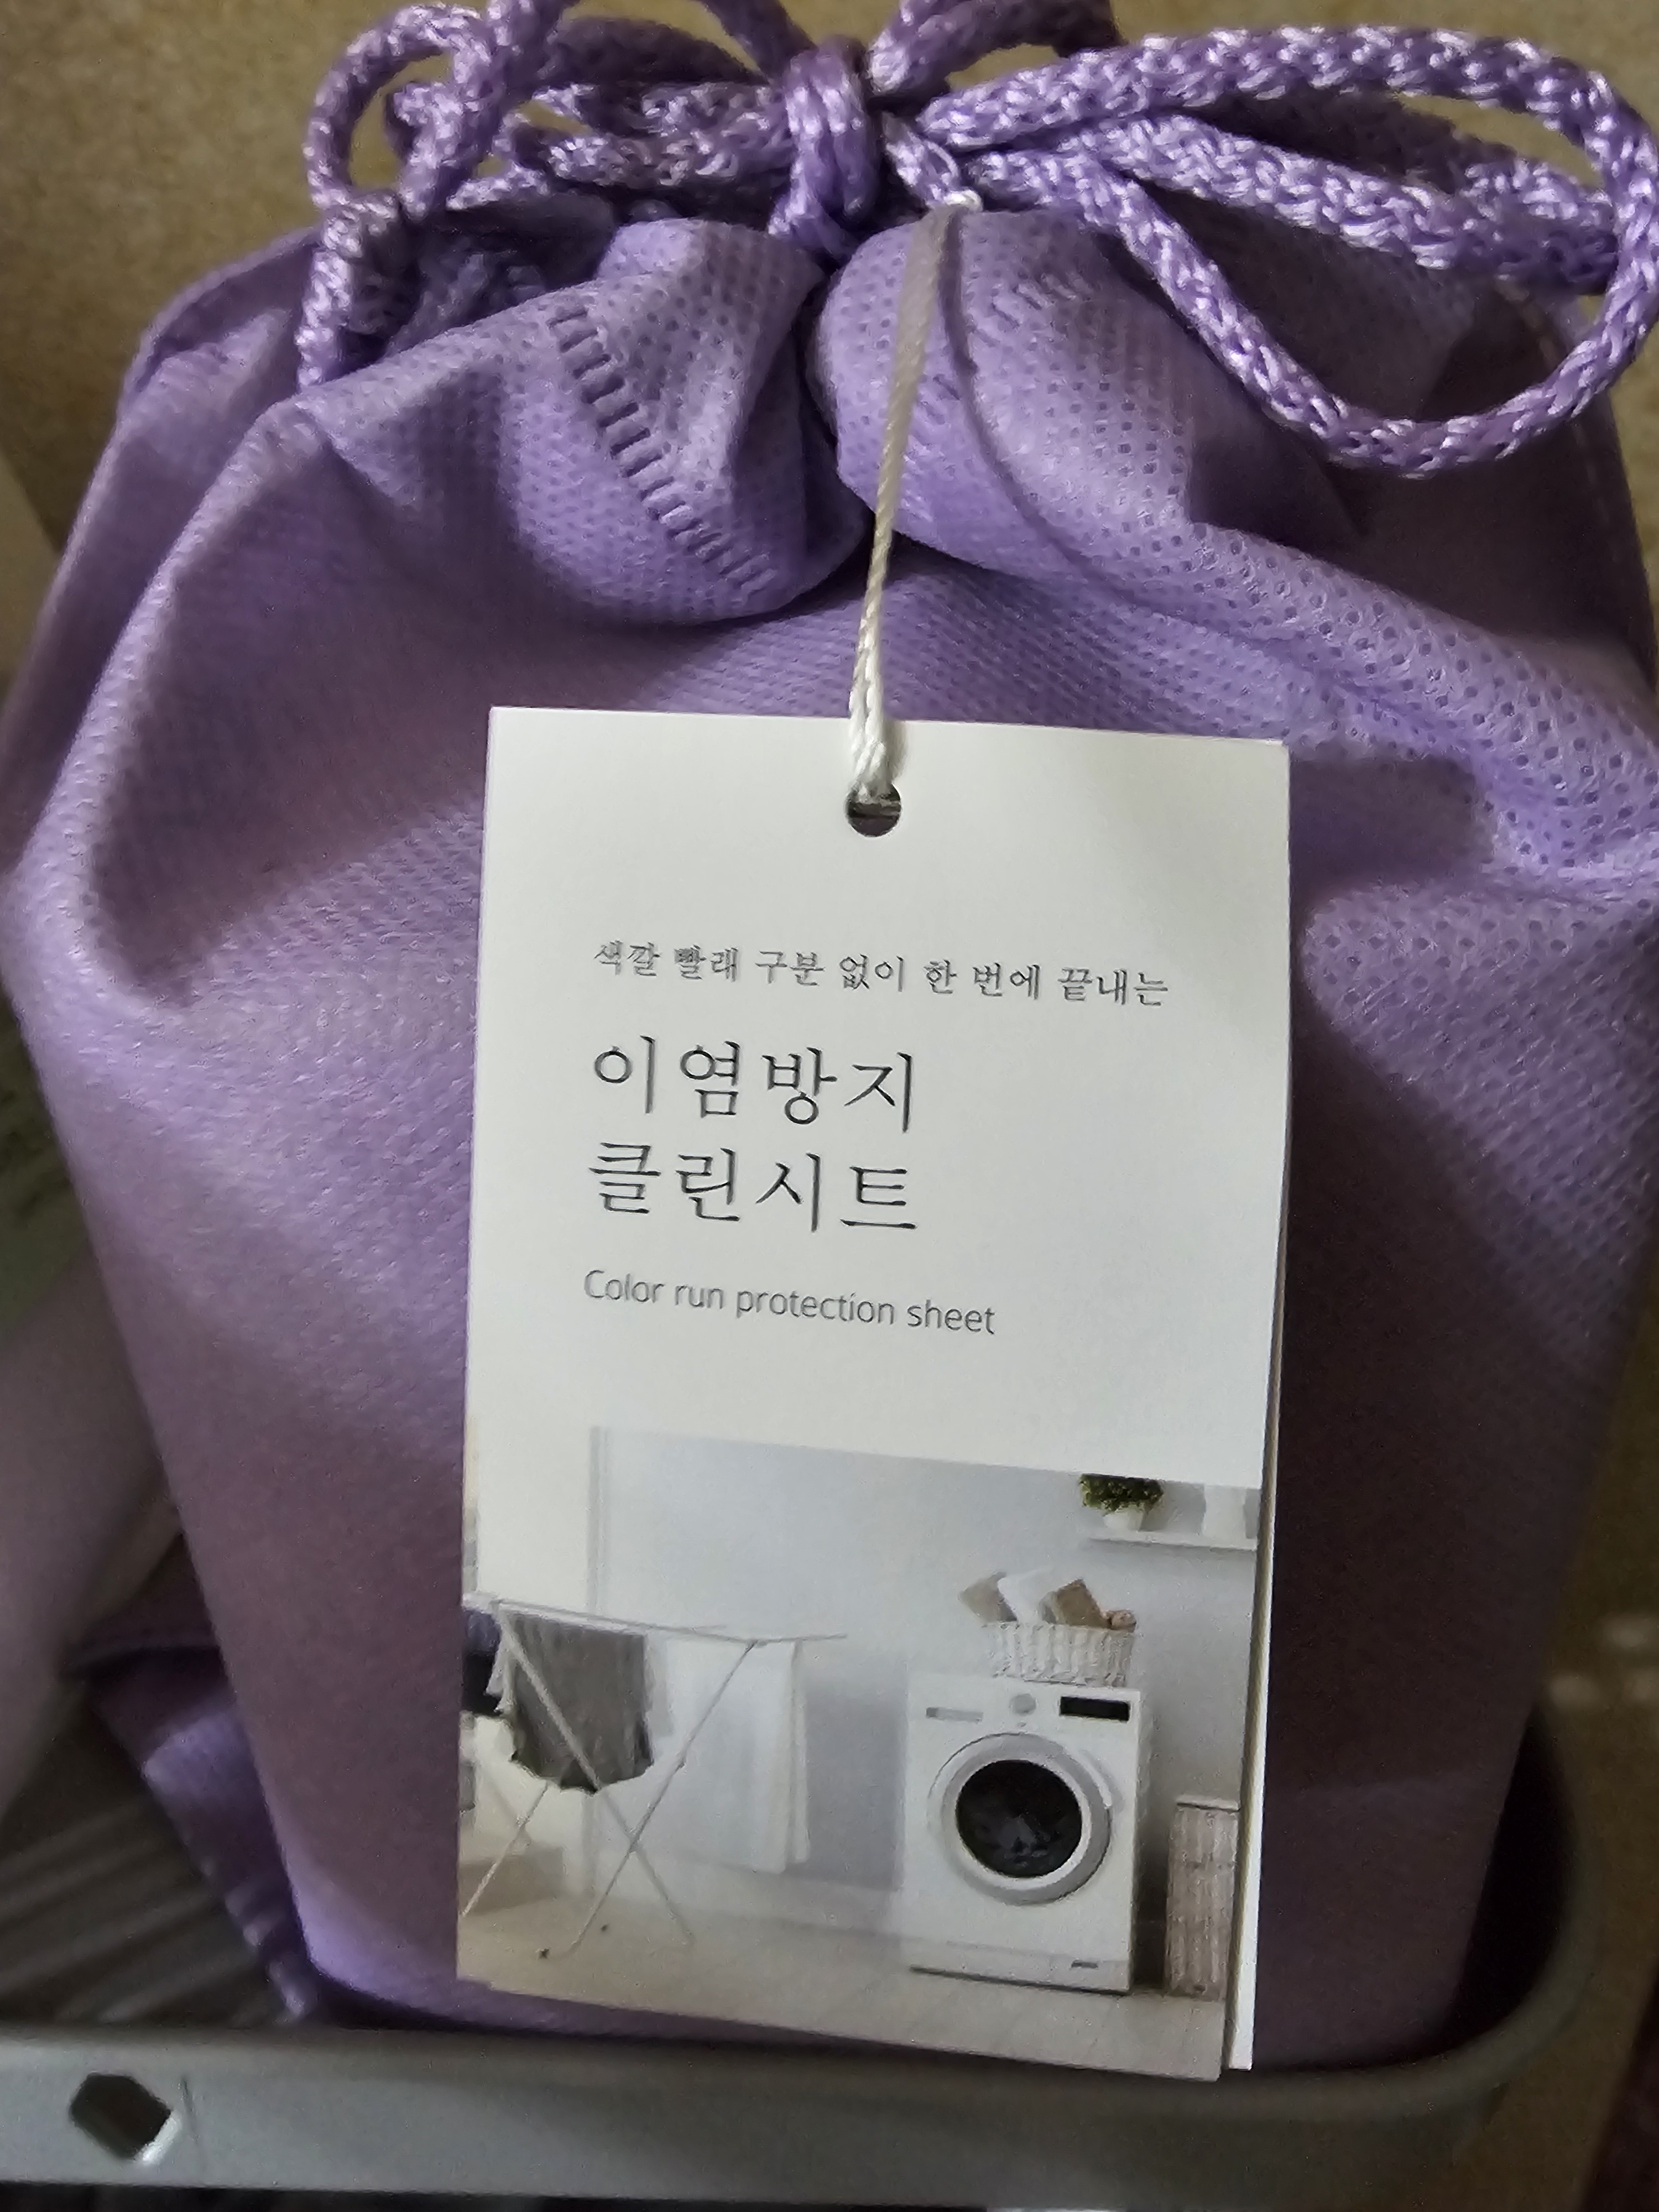 색깔 빨래 구분 없이 한 번에 끝내는
이염방지
클린시트
Color run protection sheet